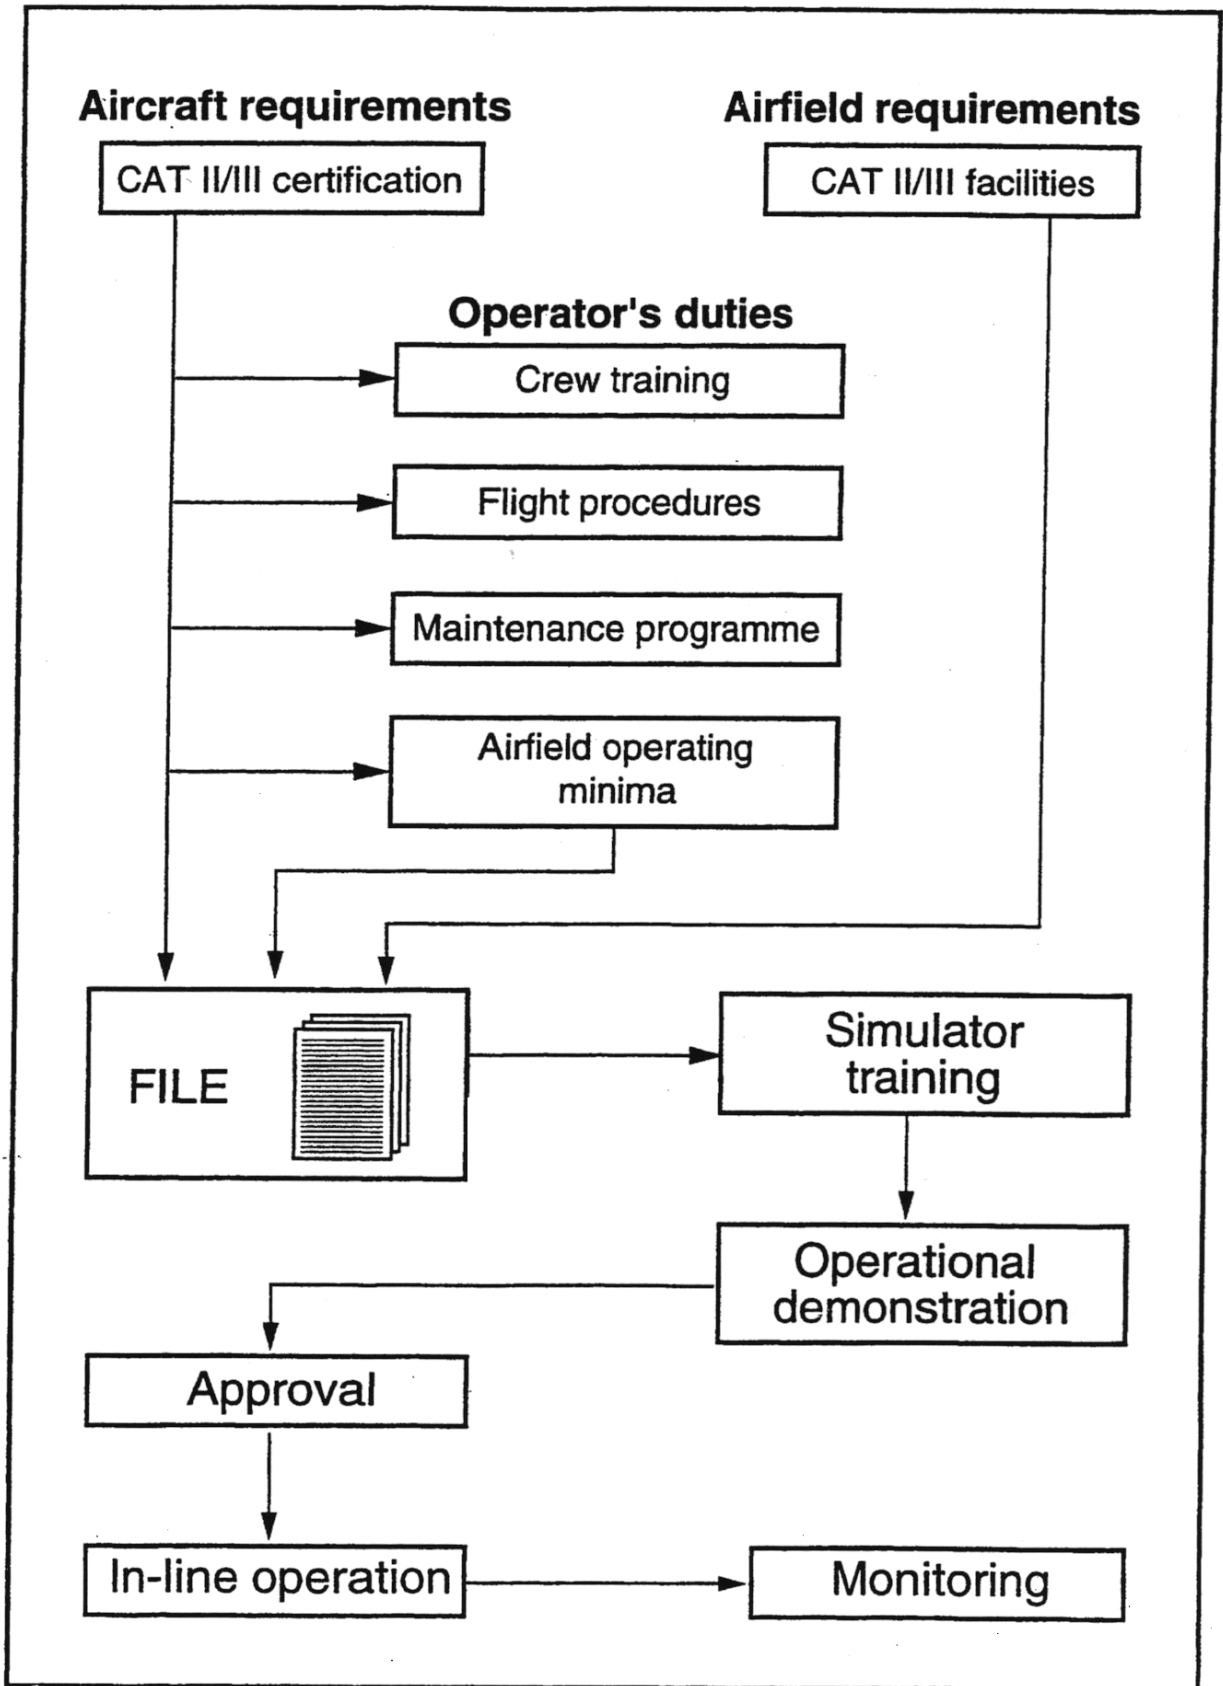 Aircraft requirements
Airfield requirements
CAT II/III certification
CAT II/III facilities
Operator's duties
Crew training
Flight procedures
Maintenance programme
Airfield operating
minima
FILE
Simulator
training
Operational
demonstration
Approval
In-line operation
Monitoring